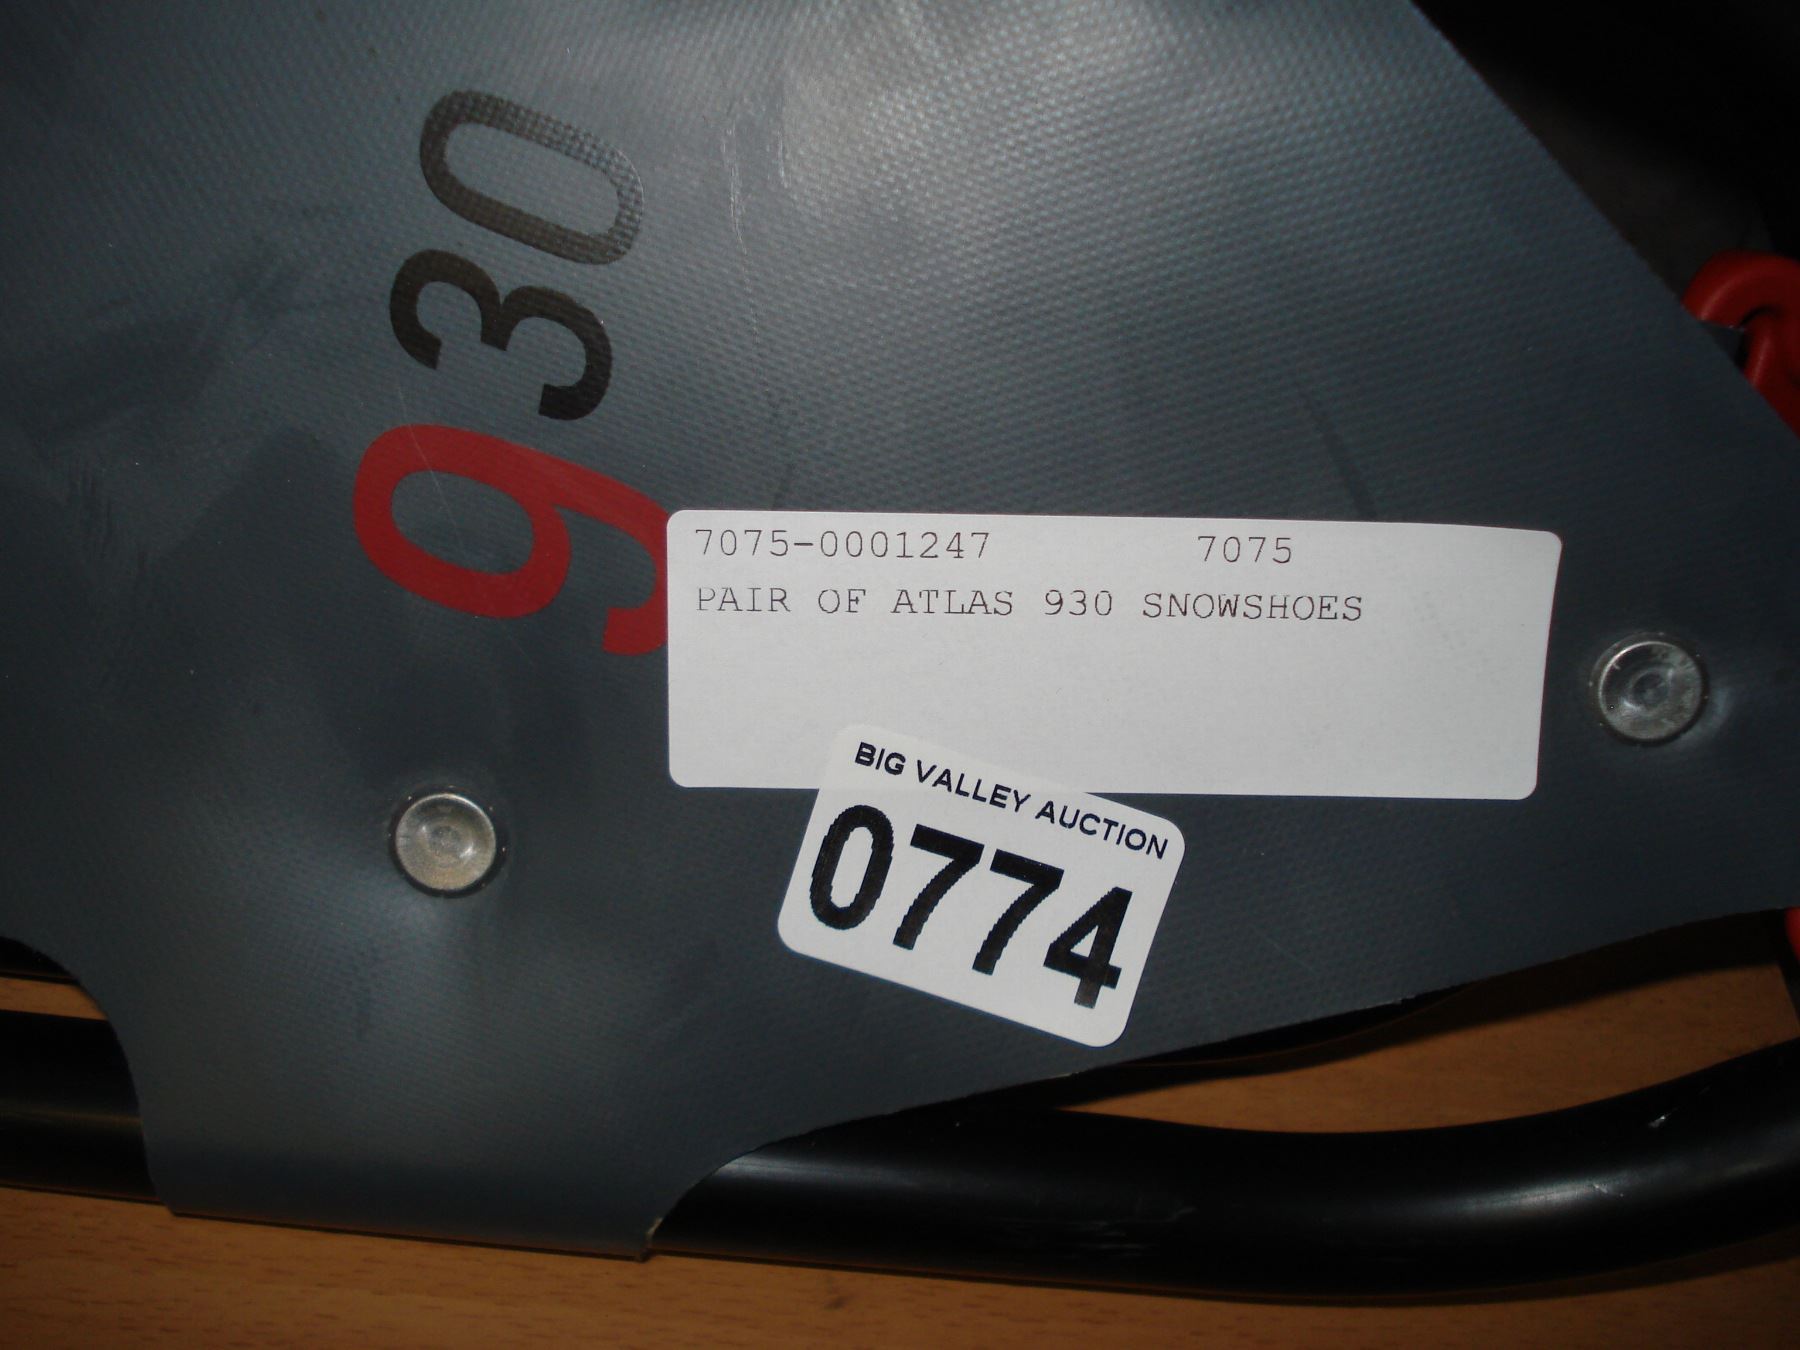 930
7075-0001247 7075
PAIR OF ATLAS 930 SNOWSHOES
BIG VALLEY AUCTION
0774